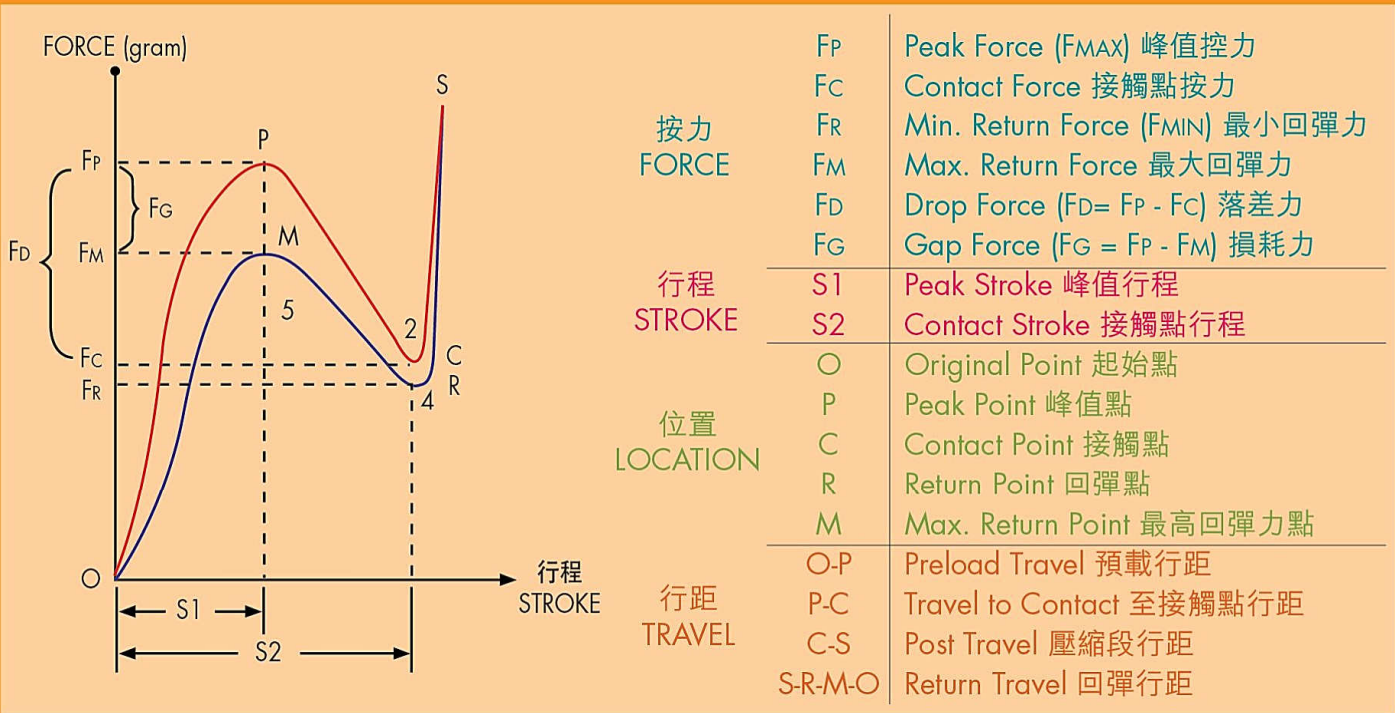 FORCE (gram)
S
P
FP
FG
M
FD
FM
5
2
FC
C
FR
R
4
O
行程
STROKE
S1
S2
按力
FORCE
FP Peak Force (FMAX) 峰值控力
FC Contact Force 接觸點按力
FR Min. Return Force (FMIN) 最小回彈力
FM Max. Return Force 最大回彈力
FD Drop Force (FD= FP - FC) 落差力
FG Gap Force (FG = FP - FM) 損耗力
行程
STROKE
S1 Peak Stroke 峰值行程
S2 Contact Stroke 接觸點行程
位置
LOCATION
O Original Point 起始點
P Peak Point 峰值點
C Contact Point 接觸點
R Return Point 回彈點
M Max. Return Point 最高回彈力點
行距
TRAVEL
O-P Preload Travel 預載行距
P-C Travel to Contact 至接觸點行距
C-S Post Travel 壓縮段行距
S-R-M-O Return Travel 回彈行距